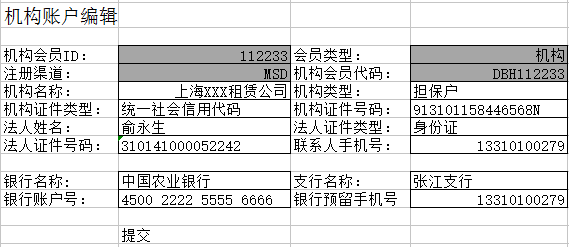 机构账户编辑
机构会员ID： 112233 会员类型： 机构
注册渠道： MSD 机构会员代码： DBH112233
机构名称： 上海XXX租赁公司 机构类型： 担保户
机构证件类型： 统一社会信用代码 机构证件号码： 913101158446568N
法人姓名： 俞永生 法人证件类型： 身份证
法人证件号码： 310141000052242 联系人手机号： 13310100279
银行名称： 中国农业银行 支行名称： 张江支行
银行账户号： 4500 2222 5555 6666 银行预留手机号 13310100279
提交